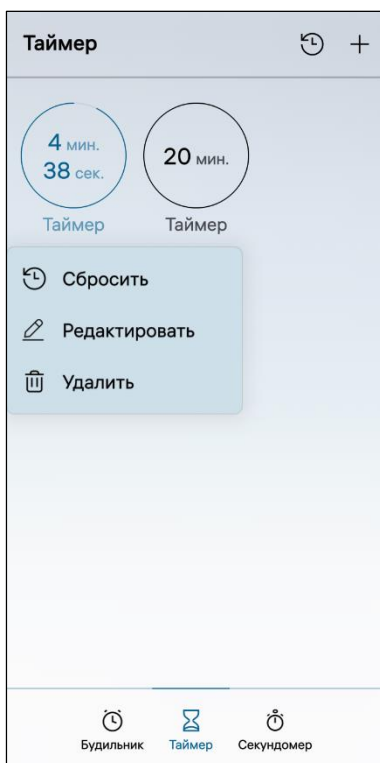 Таймер
4 мин.
38 сек.
20 мин.
Таймер
Таймер
Сбросить
Редактировать
Удалить
Будильник
Таймер
Секундомер